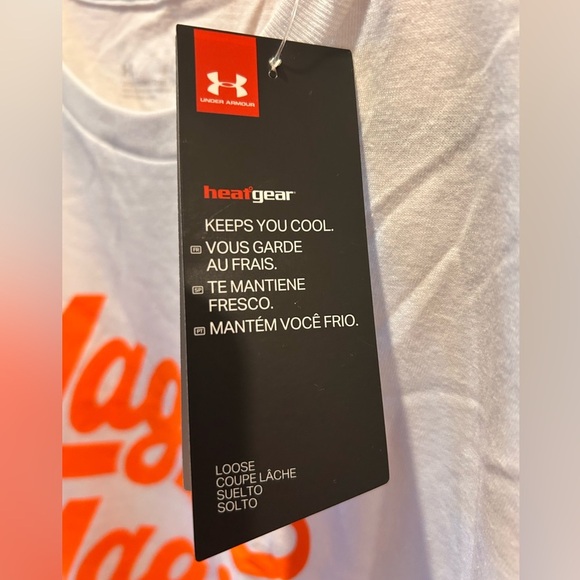 UNDER ARMOUR
heatgear
KEEPS YOU COOL.
FR VOUS GARDE
AU FRAIS.
SP TE MANTIENE
FRESCO.
PT MANTÉM VOCÊ FRIO.
LOOSE
COUPE LÂCHE
SUELTO
SOLTO